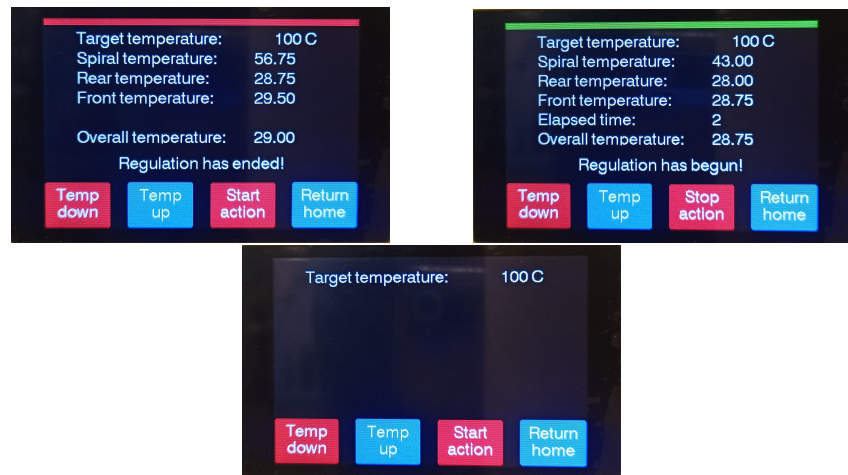 Target temperature: 100 C
Spiral temperature: 56.75
Rear temperature: 28.75
Front temperature: 29.50
Overall temperature: 29.00
Regulation has ended!
Temp down
Temp up
Start action
Return home
Target temperature: 100 C
Spiral temperature: 43.00
Rear temperature: 28.00
Front temperature: 28.75
Elapsed time: 2
Overall temperature: 28.75
Regulation has begun!
Temp down
Temp up
Stop action
Return home
Target temperature: 100 C
Temp down
Temp up
Start action
Return home